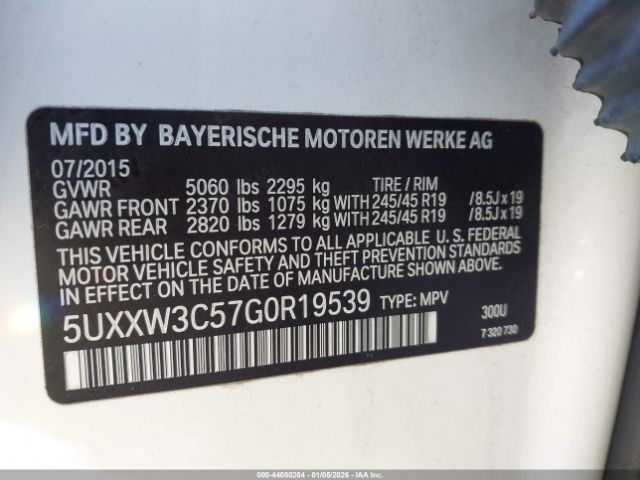 MFD BY BAYERISCHE MOTOREN WERKE AG
07/2015
GVWR 5060 lbs 2295 kg TIRE / RIM
GAWR FRONT 2370 lbs 1075 kg WITH 245/45 R19 /8.5J x 19
GAWR REAR 2820 lbs 1279 kg WITH 245/45 R19 /8.5J x 19
THIS VEHICLE CONFORMS TO ALL APPLICABLE U. S. FEDERAL
MOTOR VEHICLE SAFETY AND THEFT PREVENTION
STANDARDS IN EFFECT ON THE DATE OF MANUFACTURE SHOWN ABOVE.
5UXXW3C57G0R19539 TYPE: MPV 300U
7 320 730
000-44050204 - 01/05/2026 - IAA Inc. - IAAI Copyright